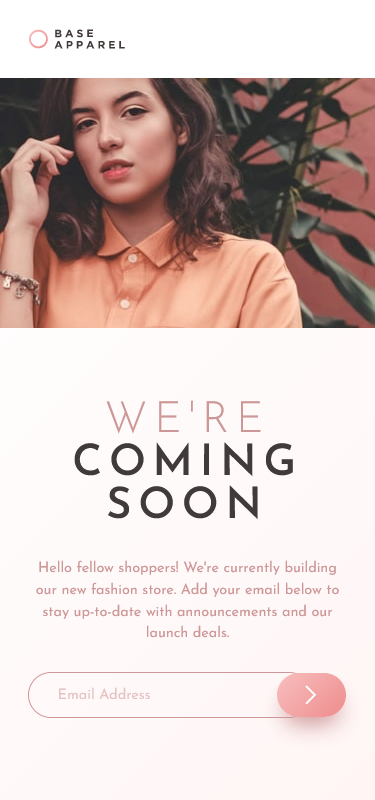 BASE
APPAREL
WE'RE
COMING
SOON
Hello fellow shoppers! We're currently building
our new fashion store. Add your email below to
stay up-to-date with announcements and our
launch deals.
Email Address